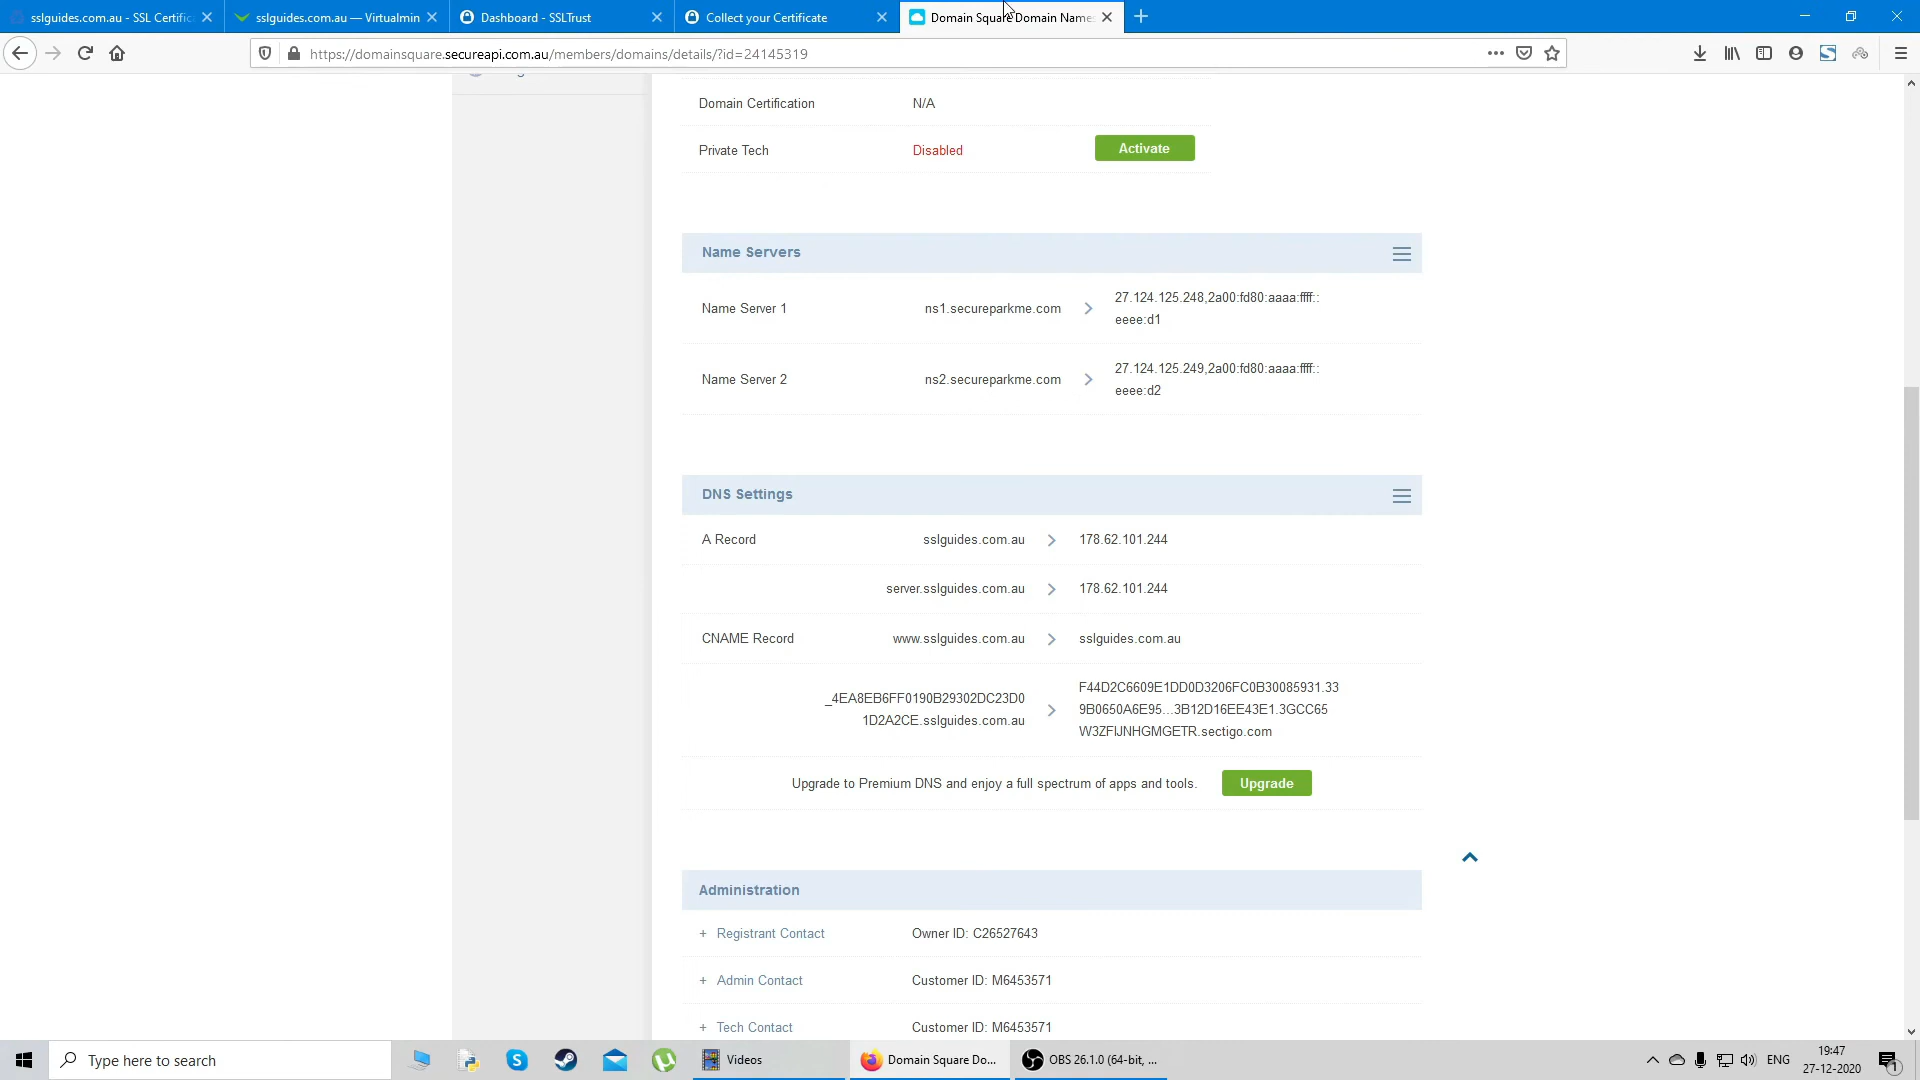 sslguides.com.au - SSL Certific
sslguides.com.au — Virtualmin
Dashboard - SSLTrust
Collect your Certificate
Domain Square Domain Names
https://domainsquare.secureapi.com.au/members/domains/details/?id=24145319
Domain Certification N/A
Private Tech Disabled Activate
Name Servers
Name Server 1 ns1.secureparkme.com 27.124.125.248,2a00:fd80:aaaa:ffff::
eeee:d1
Name Server 2 ns2.secureparkme.com 27.124.125.249,2a00:fd80:aaaa:ffff::
eeee:d2
DNS Settings
A Record sslguides.com.au 178.62.101.244
server.sslguides.com.au 178.62.101.244
CNAME Record www.sslguides.com.au sslguides.com.au
_4EA8EB6FF0190B29302DC23D0
1D2A2CE.sslguides.com.au
F44D2C6609E1DD0D3206FC0B30085931.33
9B0650A6E95...3B12D16EE43E1.3GCC65
W3ZFIJNHGMGETR.sectigo.com
Upgrade to Premium DNS and enjoy a full spectrum of apps and tools. Upgrade
Administration
+ Registrant Contact Owner ID: C26527643
+ Admin Contact Customer ID: M6453571
+ Tech Contact Customer ID: M6453571
Type here to search
Videos
Domain Square Do...
OBS 26.1.0 (64-bit, ...
ENG
19:47
27-12-2020
1